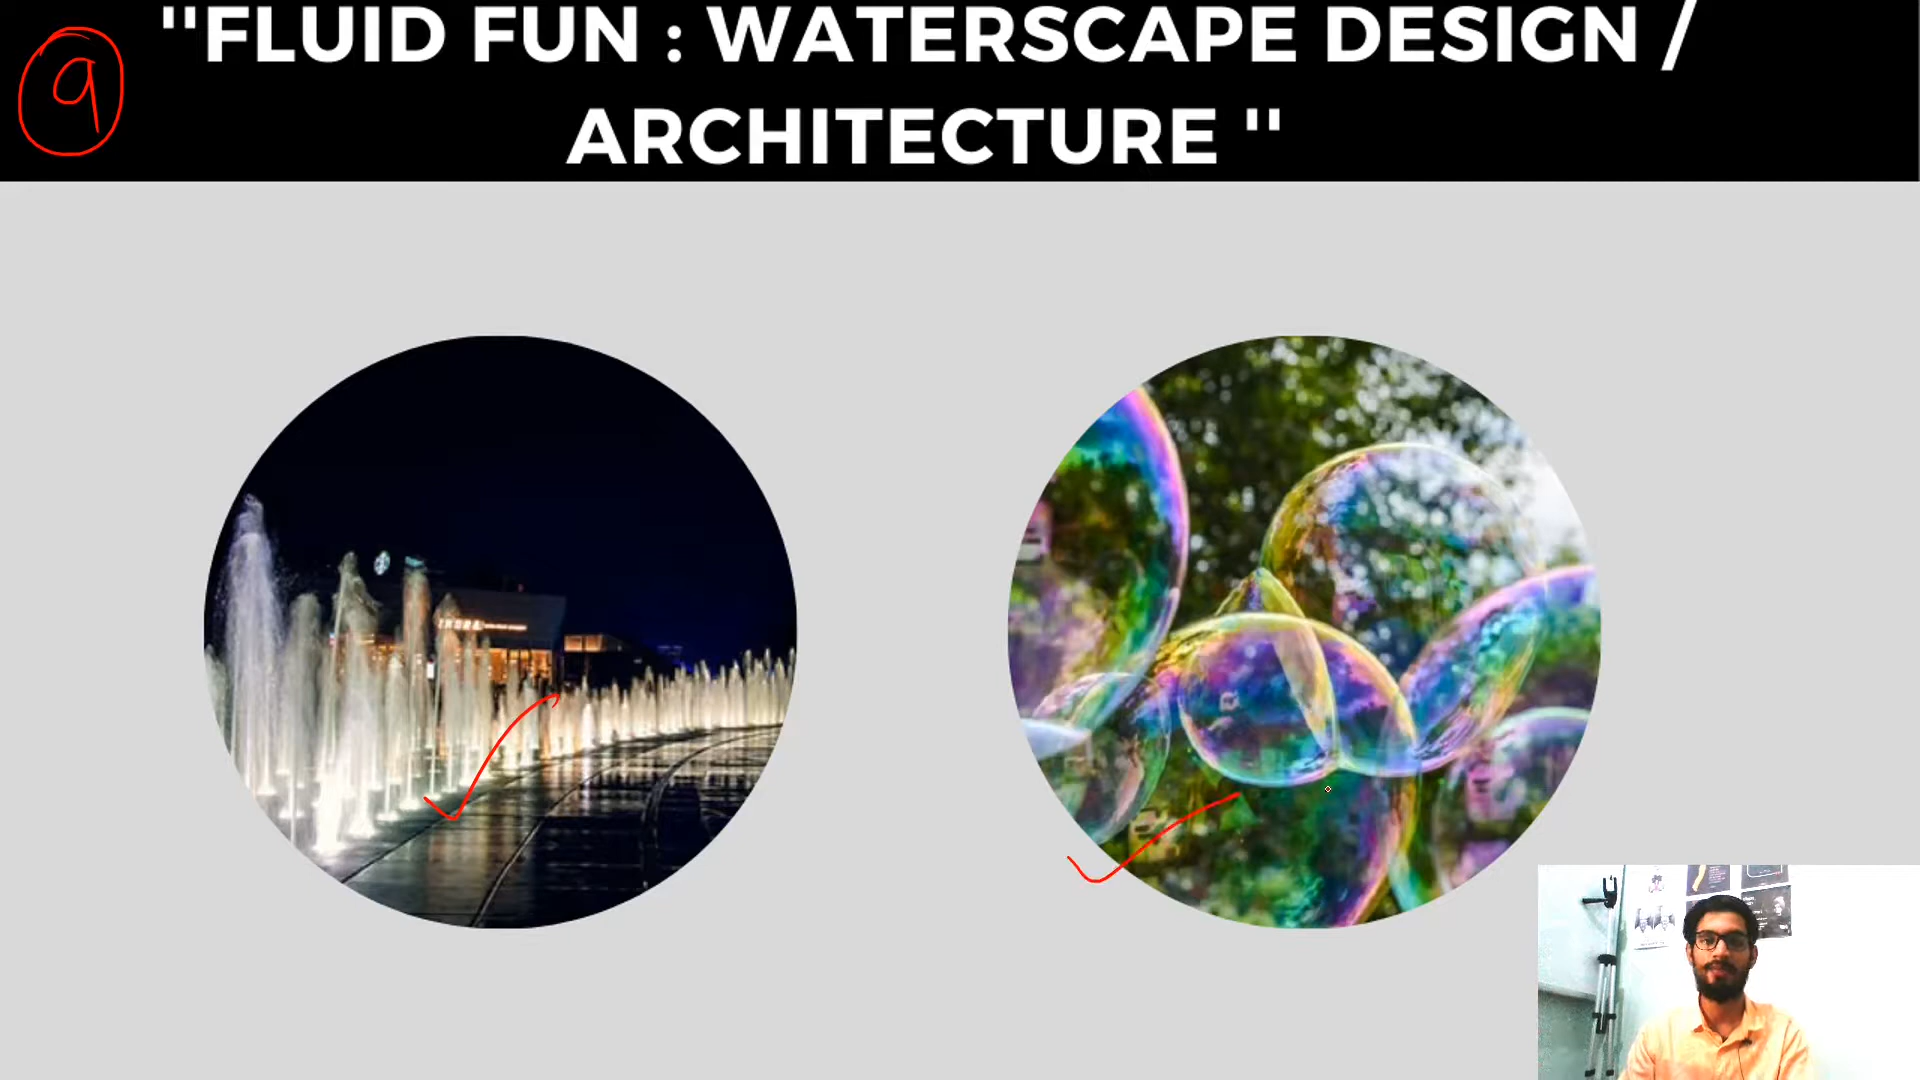 ''FLUID FUN : WATERSCAPE DESIGN /
ARCHITECTURE ''
9